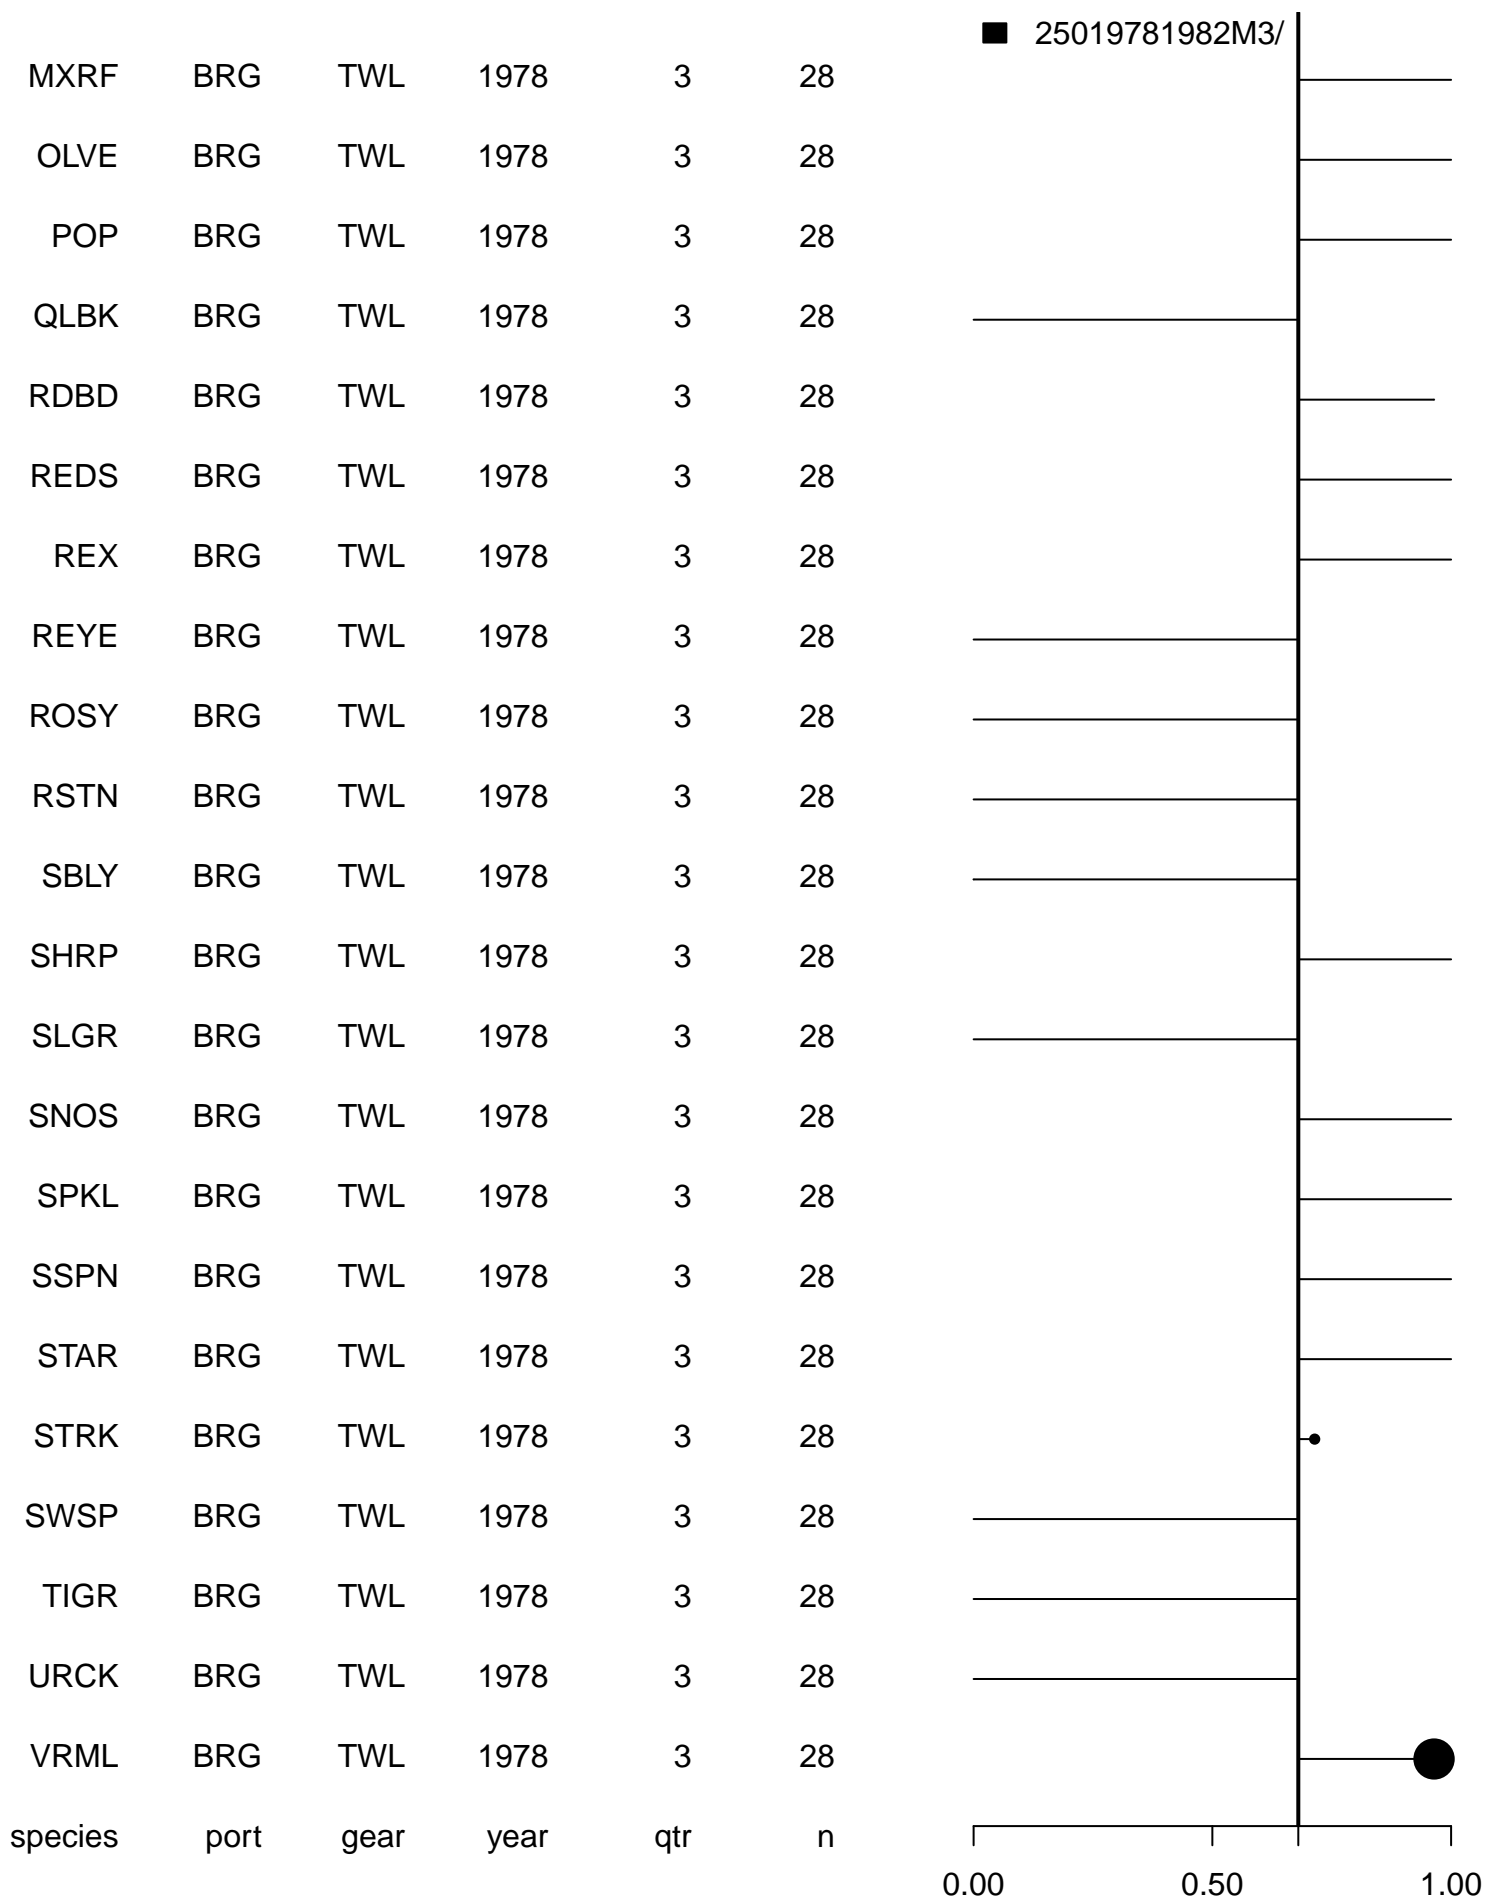 25019781982M3/
MXRF BRG TWL 1978 3 28
OLVE BRG TWL 1978 3 28
POP BRG TWL 1978 3 28
QLBK BRG TWL 1978 3 28
RDBD BRG TWL 1978 3 28
REDS BRG TWL 1978 3 28
REX BRG TWL 1978 3 28
REYE BRG TWL 1978 3 28
ROSY BRG TWL 1978 3 28
RSTN BRG TWL 1978 3 28
SBLY BRG TWL 1978 3 28
SHRP BRG TWL 1978 3 28
SLGR BRG TWL 1978 3 28
SNOS BRG TWL 1978 3 28
SPKL BRG TWL 1978 3 28
SSPN BRG TWL 1978 3 28
STAR BRG TWL 1978 3 28
STRK BRG TWL 1978 3 28
SWSP BRG TWL 1978 3 28
TIGR BRG TWL 1978 3 28
URCK BRG TWL 1978 3 28
VRML BRG TWL 1978 3 28
species port gear year qtr n
0.00 0.50 1.00